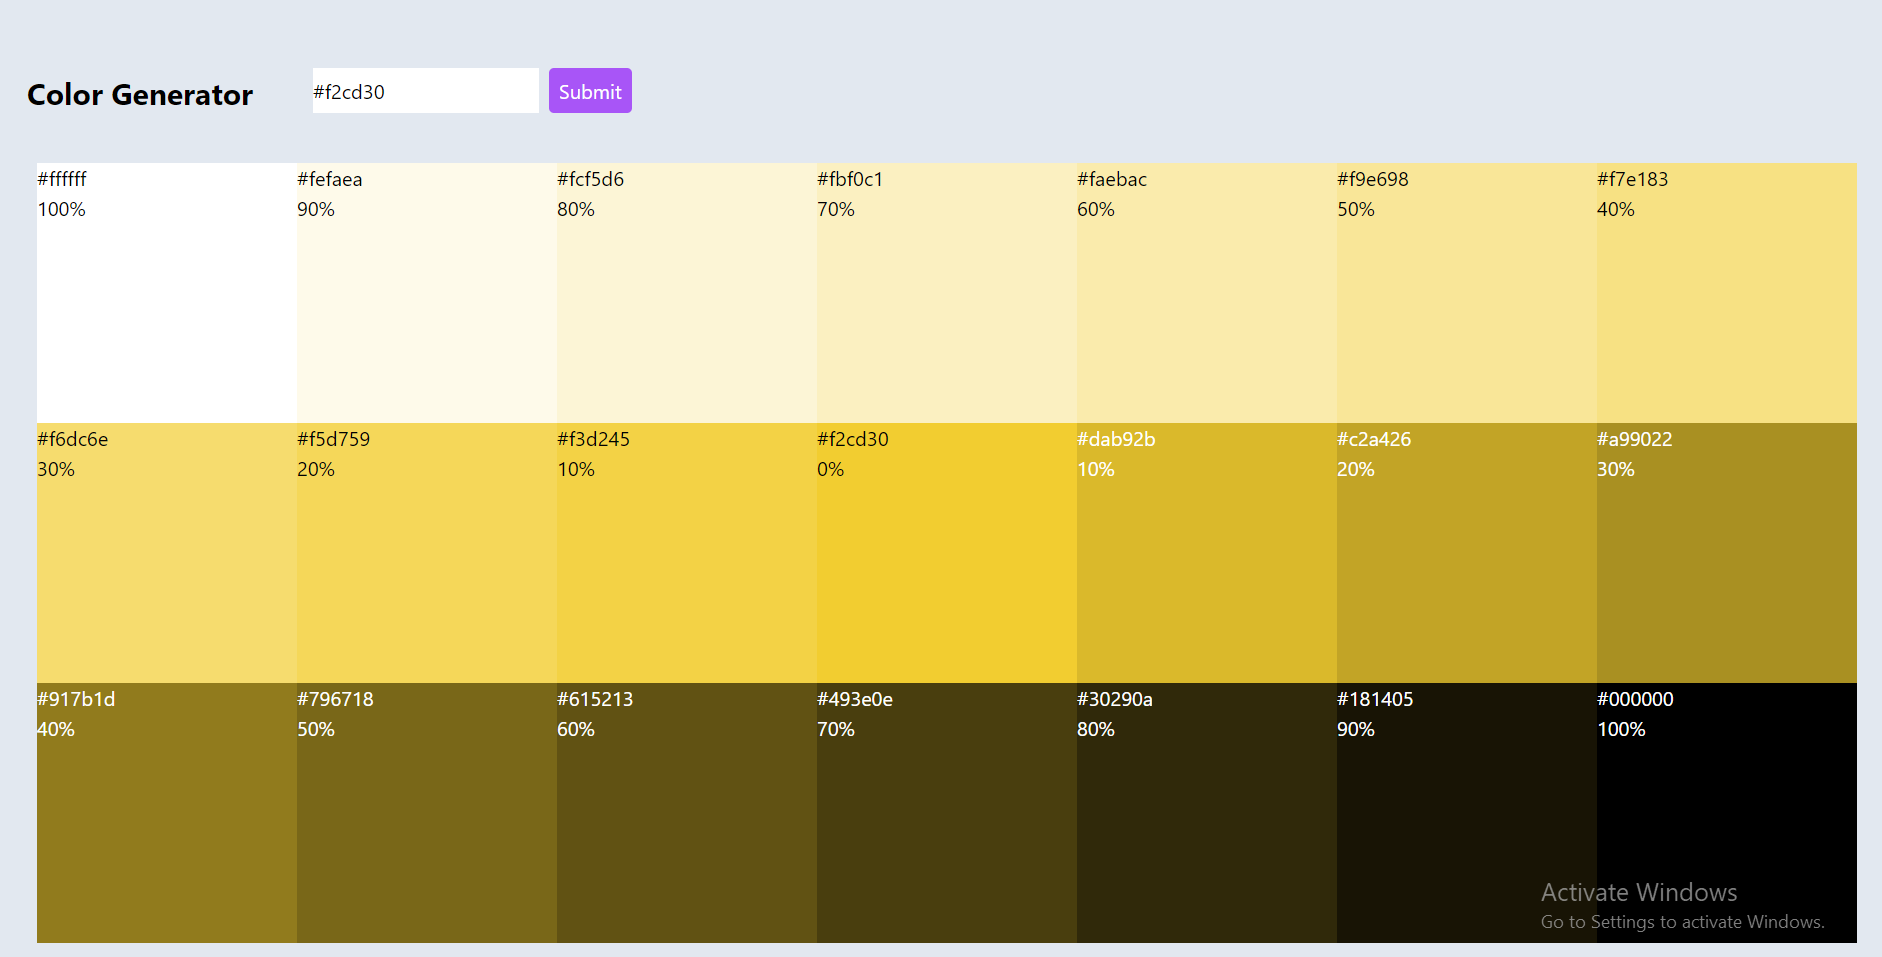 Color Generator
#f2cd30
Submit
#ffffff
100%
#fefaea
90%
#fcf5d6
80%
#fbf0c1
70%
#faebac
60%
#f9e698
50%
#f7e183
40%
#f6dc6e
30%
#f5d759
20%
#f3d245
10%
#f2cd30
0%
#dab92b
10%
#c2a426
20%
#a99022
30%
#917b1d
40%
#796718
50%
#615213
60%
#493e0e
70%
#30290a
80%
#181405
90%
#000000
100%
Activate Windows
Go to Settings to activate Windows.